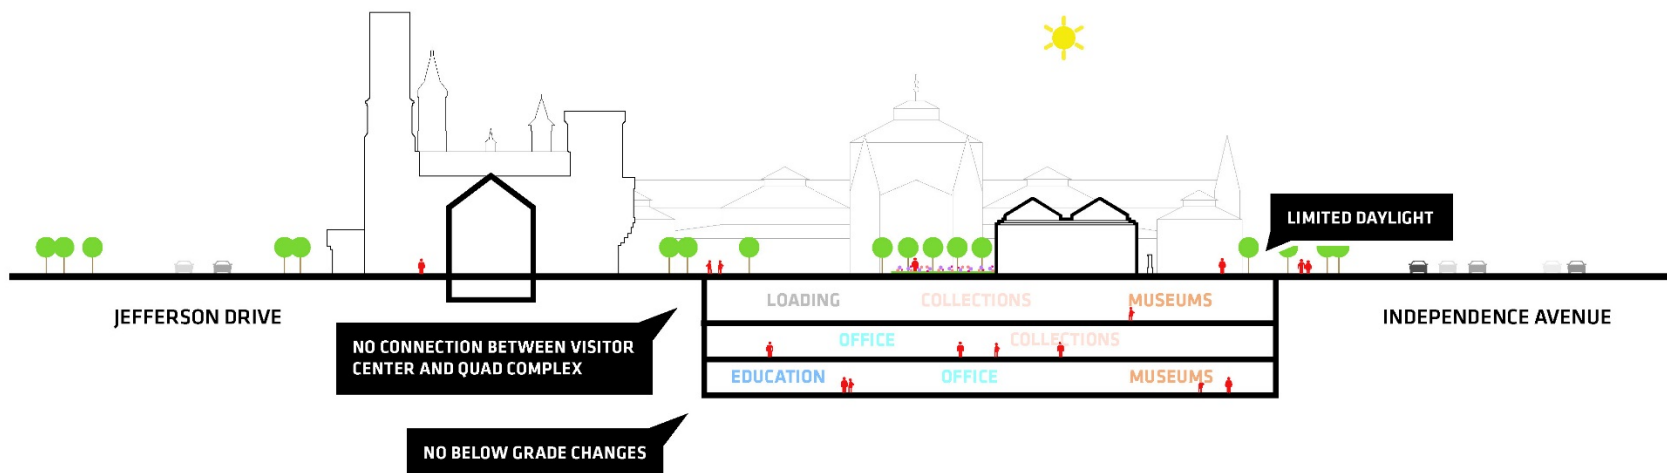 LIMITED DAYLIGHT
LOADING COLLECTIONS MUSEUMS
JEFFERSON DRIVE
INDEPENDENCE AVENUE
NO CONNECTION BETWEEN VISITOR
CENTER AND QUAD COMPLEX
OFFICE COLLECTIONS
EDUCATION OFFICE MUSEUMS
NO BELOW GRADE CHANGES